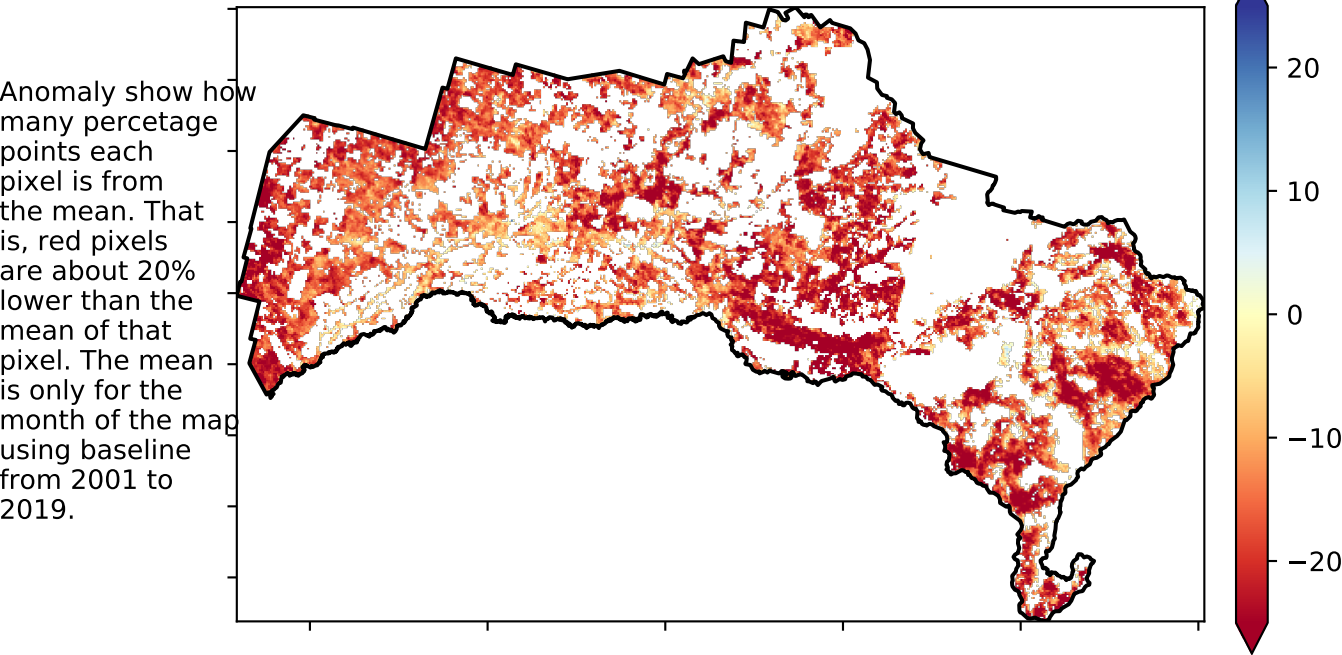 Anomaly show how
many percetage
points each
pixel is from
the mean. That
is, red pixels
are about 20%
lower than the
mean of that
pixel. The mean
is only for the
month of the map
using baseline
from 2001 to
2019.
20
10
0
−10
−20